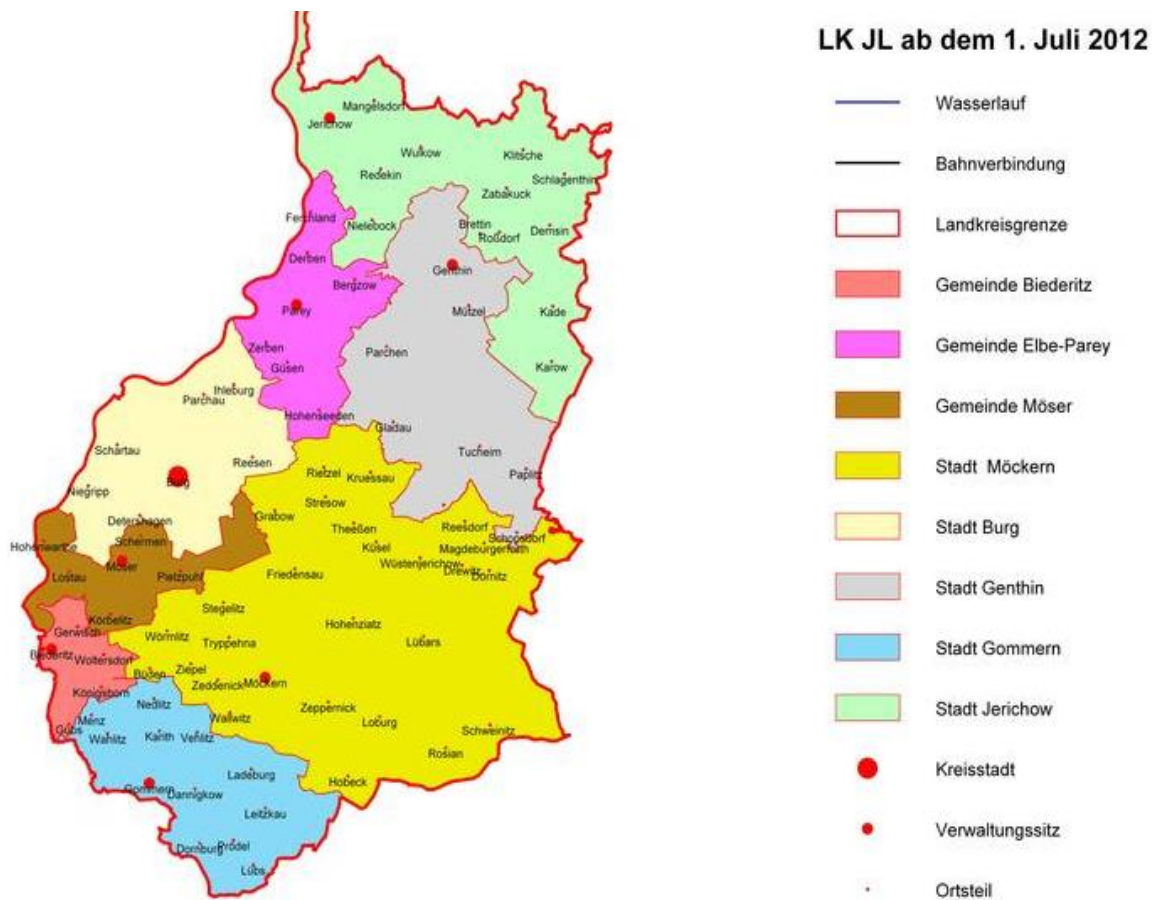 LK JL ab dem 1. Juli 2012
Wasserlauf
Bahnverbindung
Landkreisgrenze
Gemeinde Biederitz
Gemeinde Elbe-Parey
Gemeinde Möser
Stadt Möckern
Stadt Burg
Stadt Genthin
Stadt Gommern
Stadt Jerichow
Kreisstadt
Verwaltungssitz
Ortsteil
Mangelsdorf
Jerichow
Wulkow
Klitsche
Redekin
Schlagenthin
Zabakuck
Ferchland
Nielebock
Brettin
Roßdorf
Demsin
Derben
Genthin
Bergzow
Parey
Mützel
Kade
Zerben
Parchen
Güsen
Karow
Ihleburg
Parchau
Hohenseeden
Gladau
Schartau
Tucheim
Reesen
Rietzel
Kruessau
Paplitz
Burg
Niegripp
Stresow
Grabow
Detershagen
Theeßen
Reesdorf
Schermen
Schopsdorf
Hohenwarthe
Küsel
Magdeburgerforth
Möser
Wüstenjerichow
Drewitz
Lostau
Pietzpuhl
Friedensau
Dörnitz
Stegelitz
Körbelitz
Hohenziatz
Gerwisch
Wörmlitz
Tryppehna
Lübars
Biederitz
Woltersdorf
Büden
Ziepel
Zeddenick
Möckern
Königsborn
Nedlitz
Zeppernick
Menz
Wallwitz
Loburg
Gübs
Wahlitz
Karith
Vehlitz
Schweinitz
Rosian
Ladeburg
Hobeck
Gommern
Dannigkow
Leitzkau
Dornburg
Prödel
Lübs